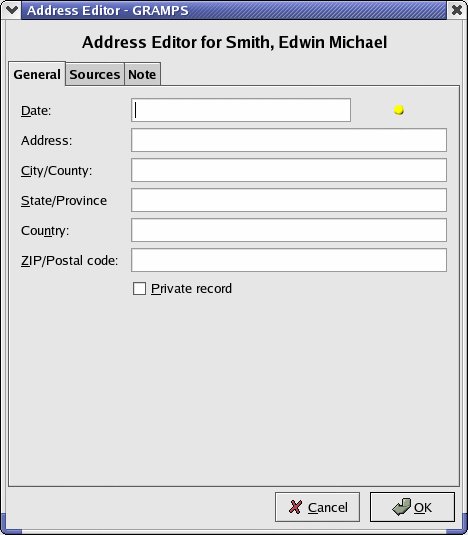 Address Editor - GRAMPS
Address Editor for Smith, Edwin Michael
General Sources Note
Date:
Address:
City/County:
State/Province
Country:
ZIP/Postal code:
Private record
Cancel OK